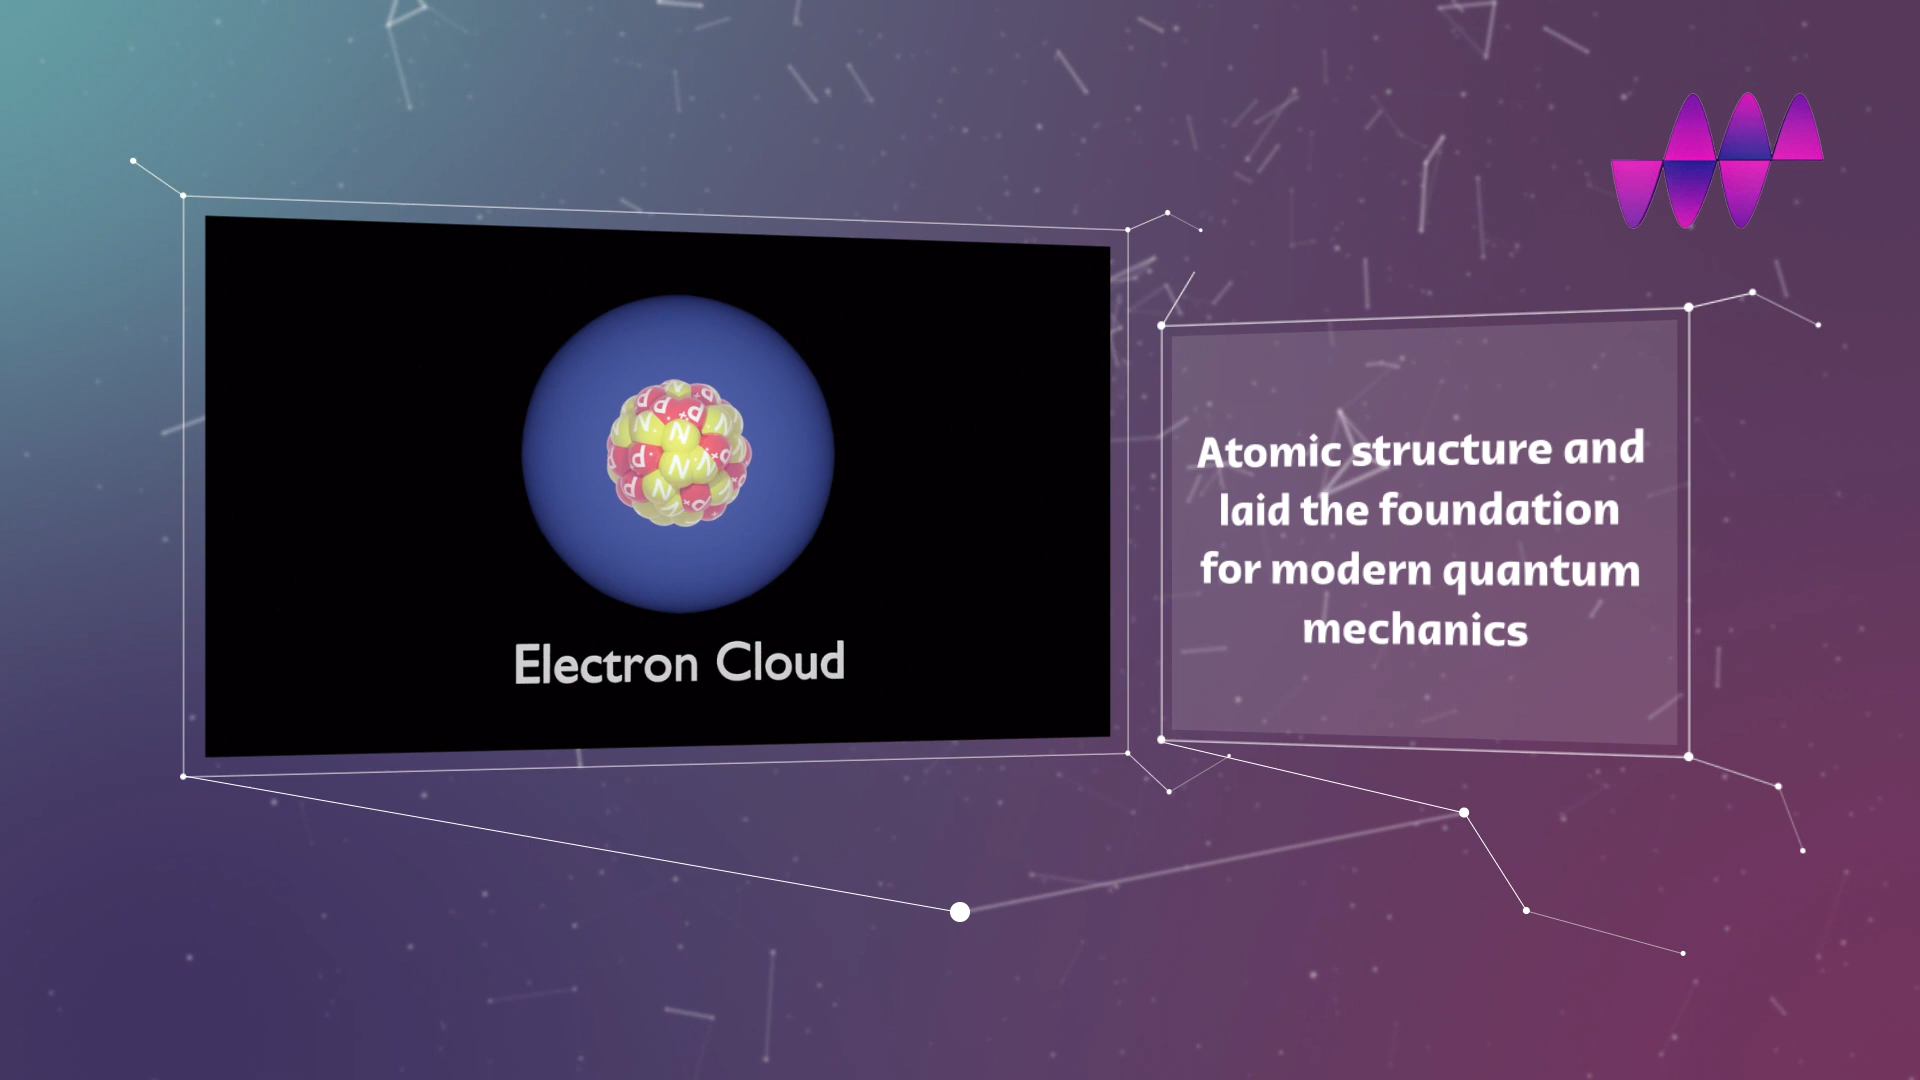 Electron Cloud
Atomic structure and
laid the foundation
for modern quantum
mechanics